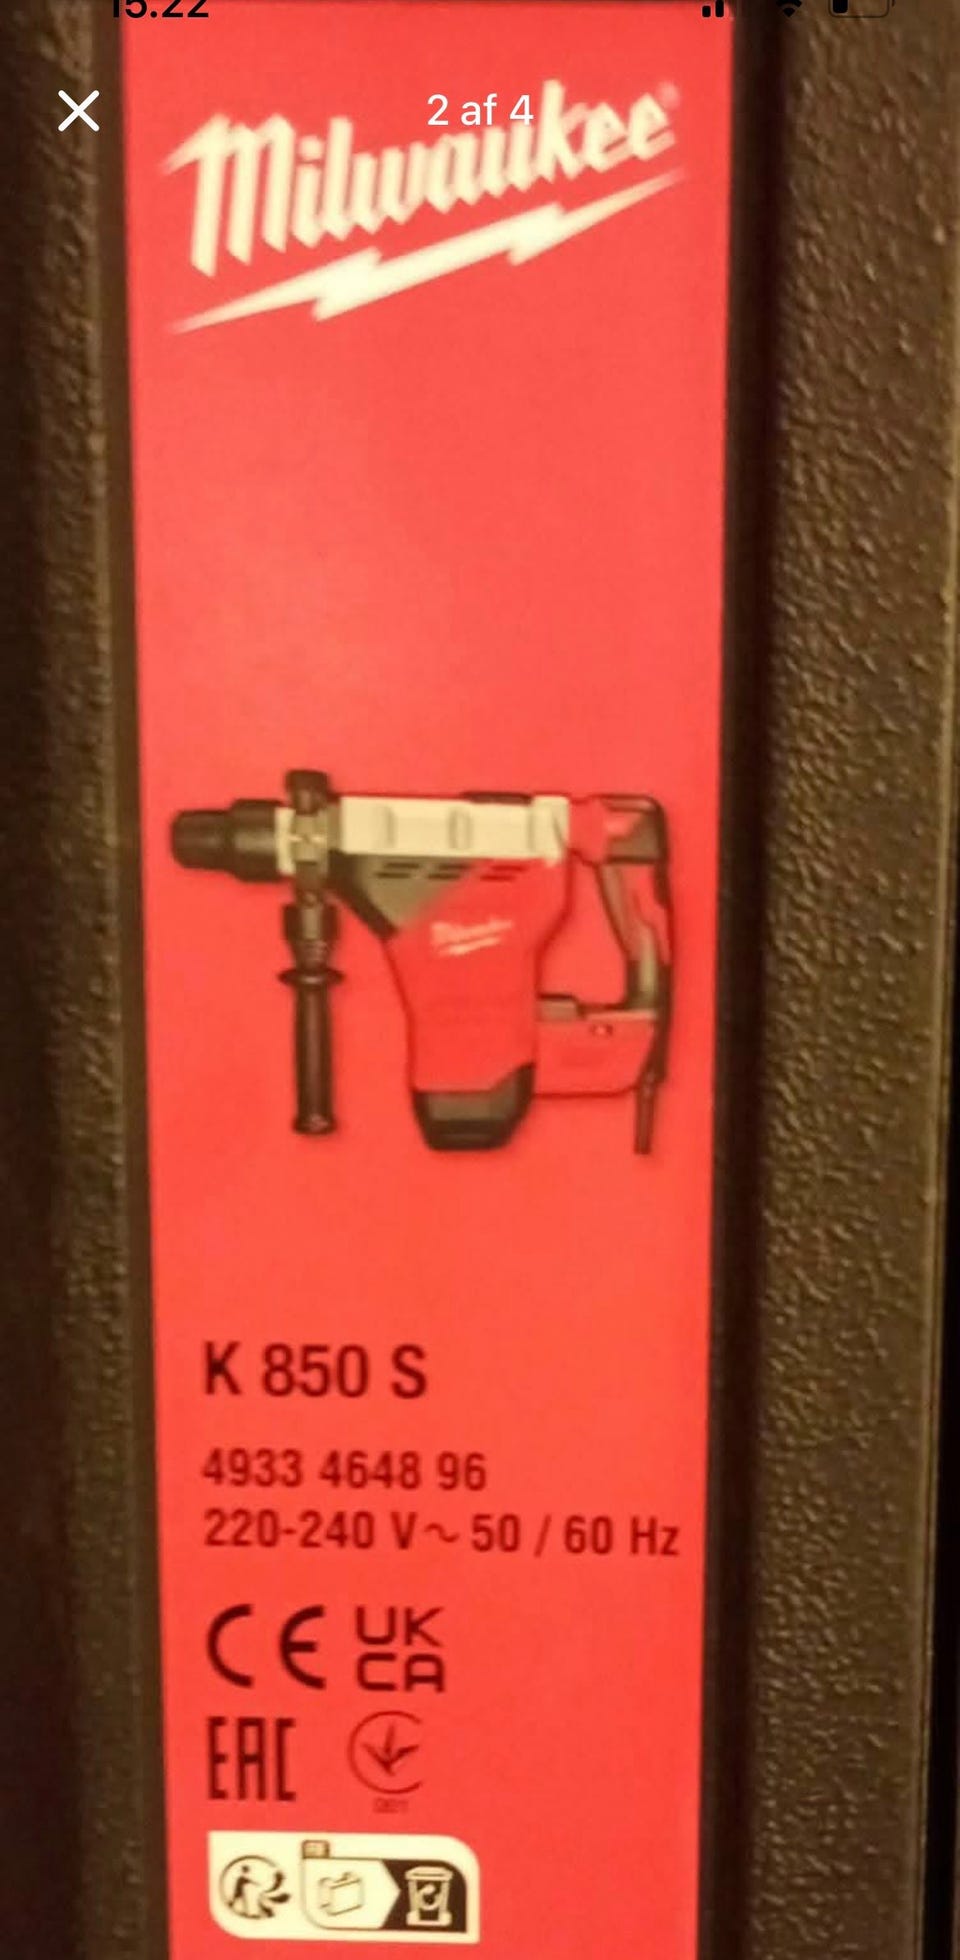 15.22
2 af 4
Milwaukee
Milwaukee
K 850 S
4933 4648 96
220-240 V~ 50 / 60 Hz
CE UK
CA
EAC